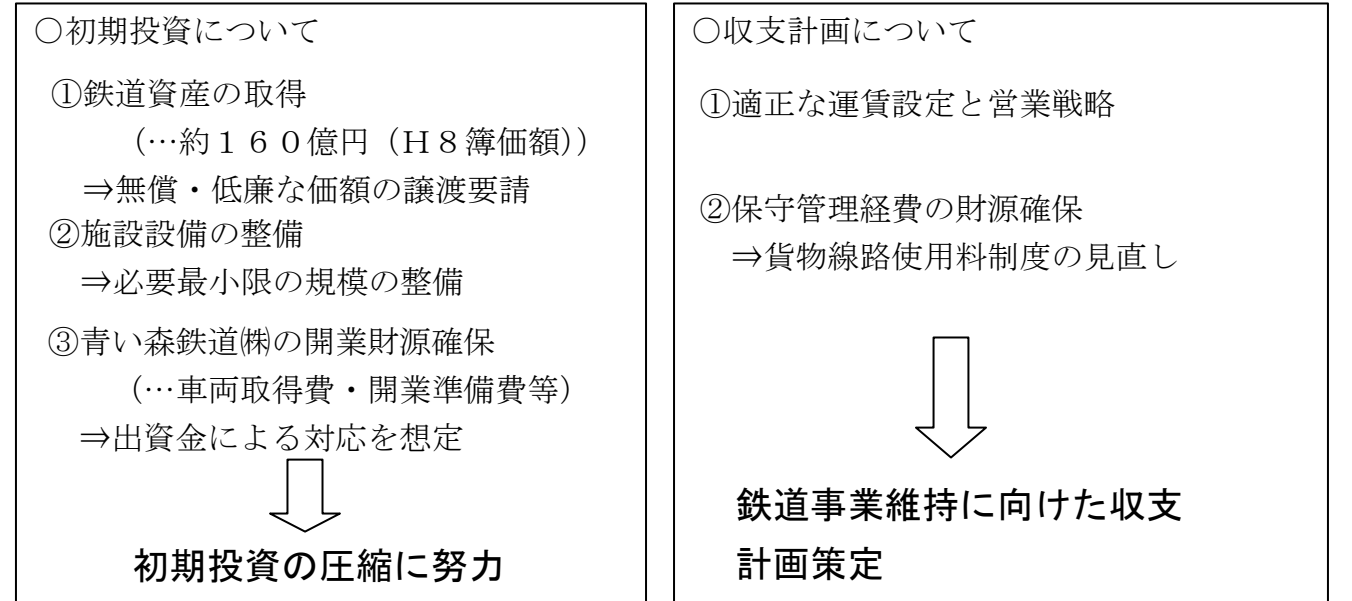 ○初期投資について
①鉄道資産の取得
（…約１６０億円（Ｈ８簿価額））
⇒無償・低廉な価額の譲渡要請
②施設設備の整備
⇒必要最小限の規模の整備
③青い森鉄道㈱の開業財源確保
（…車両取得費・開業準備費等）
⇒出資金による対応を想定
初期投資の圧縮に努力
○収支計画について
①適正な運賃設定と営業戦略
②保守管理経費の財源確保
⇒貨物線路使用料制度の見直し
鉄道事業維持に向けた収支
計画策定